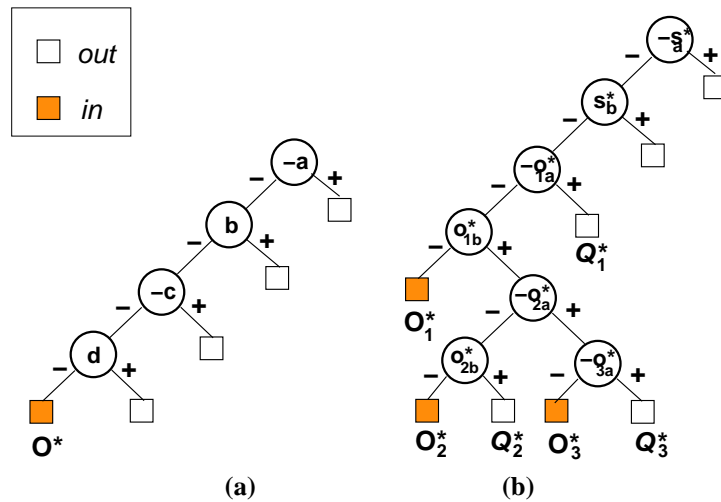 out
in
−a
− +
b
− +
−c
− +
d
− +
O*
(a)
−s*a
− +
s*b
− +
−o*1a
− +
o*1b
Q*1
− +
O*1
−o*2a
− +
o*2b
−o*3a
− + − +
O*2 Q*2 O*3 Q*3
(b)